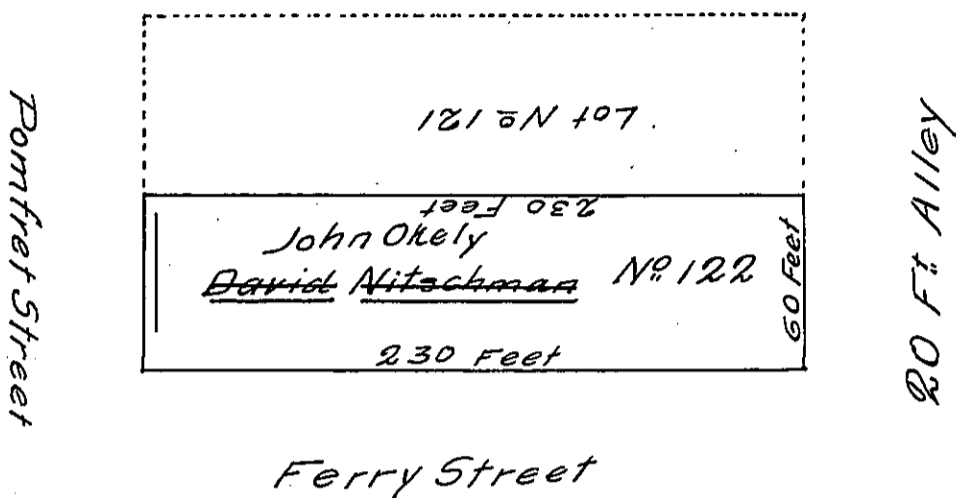 Lot Nº 121
230 Feet
John Okely
David Nitschman Nº 122
60 Feet
230 Feet
Pomfret Street
20 Ft Alley
Ferry Street